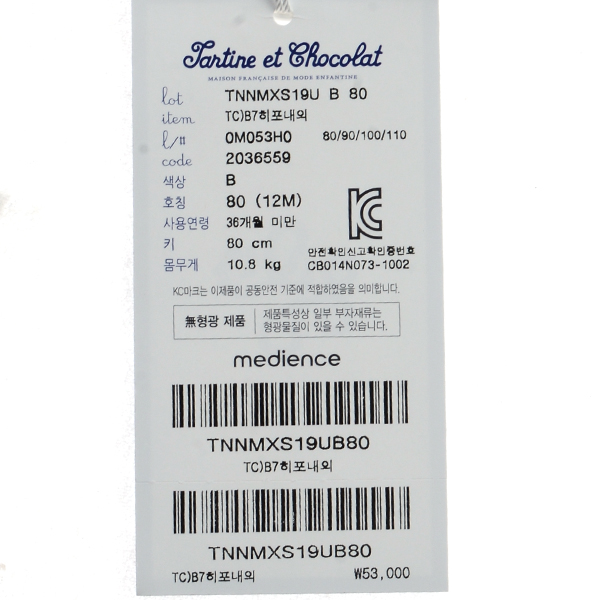 Tartine et Chocolat
MAISON FRANÇAISE DE MODE ENFANTINE
lot TNNMXS19U B 80
item TC)B7히포내의
l/# 0M053H0 80/90/100/110
code 2036559
색상 B
호칭 80 (12M)
사용연령 36개월 미만
키 80 cm
몸무게 10.8 kg
안전확인신고확인증번호
CB014N073-1002
KC마크는 이제품이 공통안전 기준에 적합하였음을 의미합니다.
無형광 제품
제품특성상 일부 부자재류는
형광물질이 있을 수 있습니다.
medience
TNNMXS19UB80
TC)B7히포내의
TNNMXS19UB80
TC)B7히포내의 ₩53,000